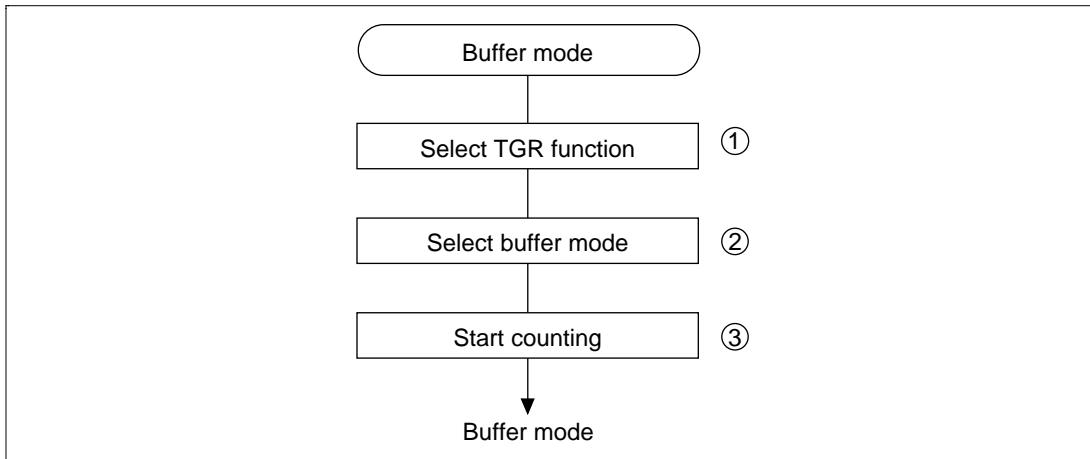 Buffer mode
Select TGR function ①
Select buffer mode ②
Start counting ③
Buffer mode